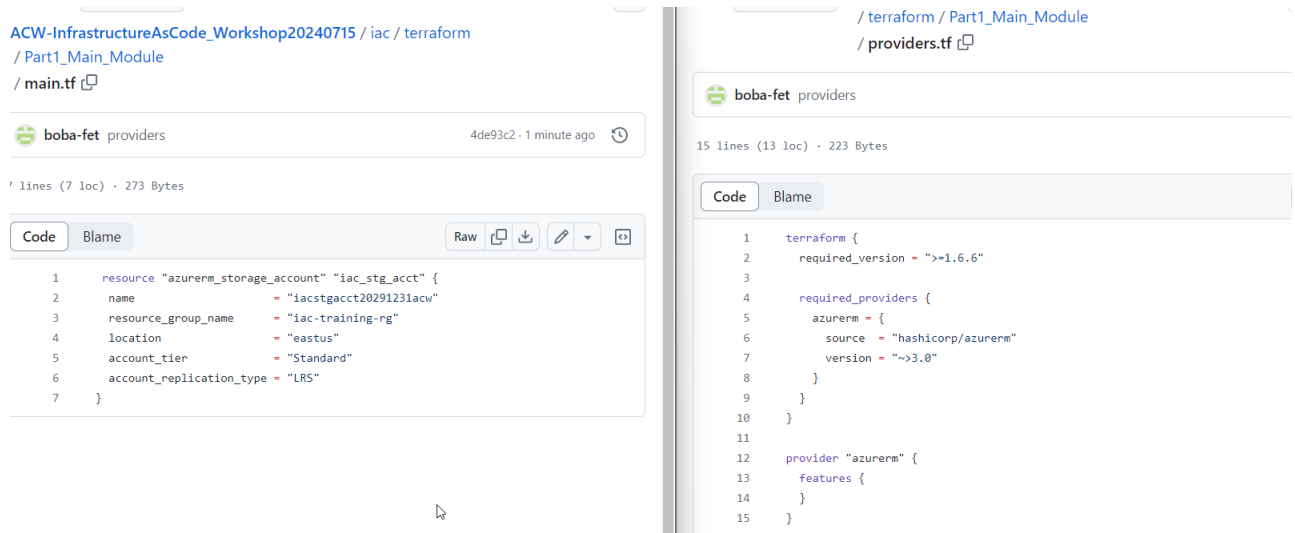 ACW-InfrastructureAsCode_Workshop20240715 / iac / terraform
/ Part1_Main_Module
/ main.tf
boba-fet providers
4de93c2 · 1 minute ago
lines (7 loc) · 273 Bytes
Code Blame
Raw
1 resource "azurerm_storage_account" "iac_stg_acct" {
2 name = "iacstgacct20291231acw"
3 resource_group_name = "iac-training-rg"
4 location = "eastus"
5 account_tier = "Standard"
6 account_replication_type = "LRS"
7 }
/ terraform / Part1_Main_Module
/ providers.tf
boba-fet providers
15 lines (13 loc) · 223 Bytes
Code Blame
1 terraform {
2 required_version = ">=1.6.6"
3
4 required_providers {
5 azurerm = {
6 source = "hashicorp/azurerm"
7 version = "~>3.0"
8 }
9 }
10 }
11
12 provider "azurerm" {
13 features {
14 }
15 }